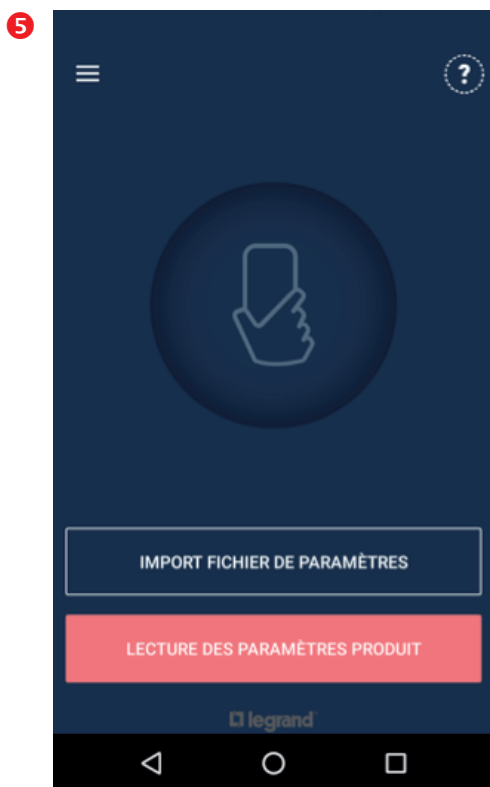 5
?
IMPORT FICHIER DE PARAMÈTRES
LECTURE DES PARAMÈTRES PRODUIT
legrand